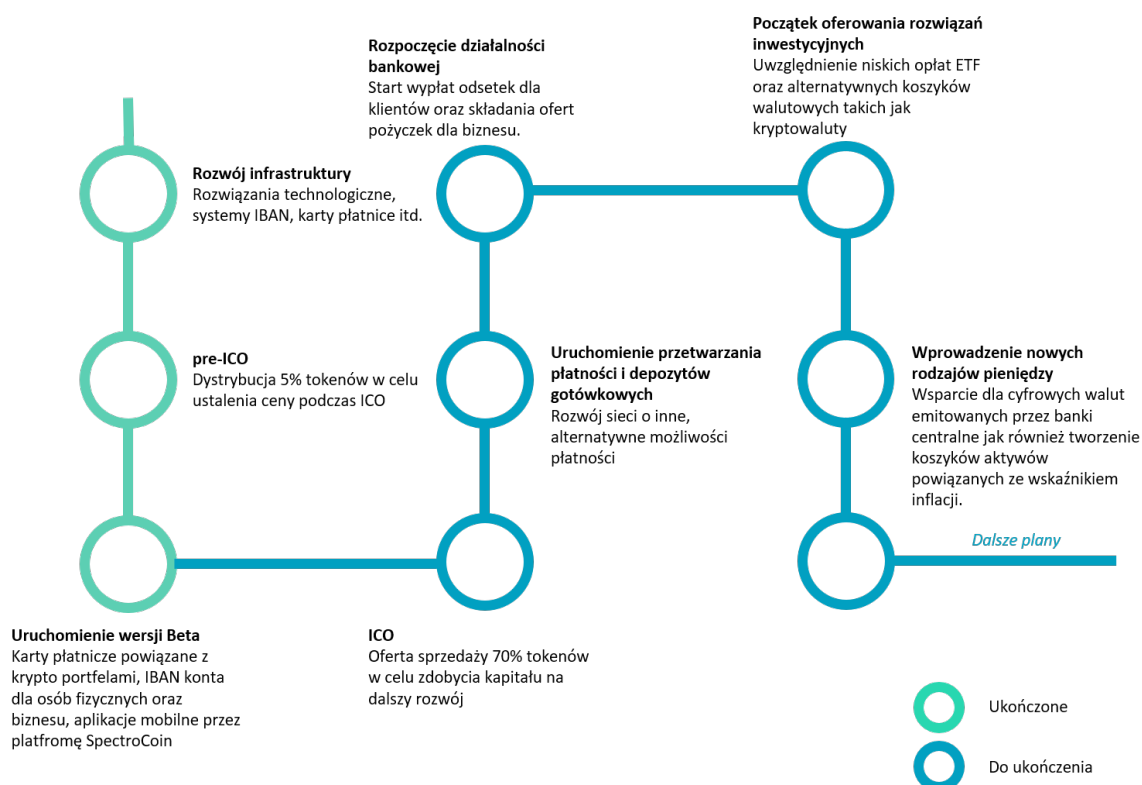 Rozwój infrastruktury
Rozwiązania technologiczne,
systemy IBAN, karty płatnice itd.
pre-ICO
Dystrybucja 5% tokenów w celu
ustalenia ceny podczas ICO
Uruchomienie wersji Beta
Karty płatnicze powiązane z
krypto portfelami, IBAN konta
dla osób fizycznych oraz
biznesu, aplikacje mobilne przez
platfromę SpectroCoin
ICO
Oferta sprzedaży 70% tokenów
w celu zdobycia kapitału na
dalszy rozwój
Uruchomienie przetwarzania
płatności i depozytów
gotówkowych
Rozwój sieci o inne,
alternatywne możliwości
płatności
Rozpoczęcie działalności
bankowej
Start wypłat odsetek dla
klientów oraz składania ofert
pożyczek dla biznesu.
Początek oferowania rozwiązań
inwestycyjnych
Uwzględnienie niskich opłat ETF
oraz alternatywnych koszyków
walutowych takich jak
kryptowaluty
Wprowadzenie nowych
rodzajów pieniędzy
Wsparcie dla cyfrowych walut
emitowanych przez banki
centralne jak również tworzenie
koszyków aktywów
powiązanych ze wskaźnikiem
inflacji.
Dalsze plany
Ukończone
Do ukończenia